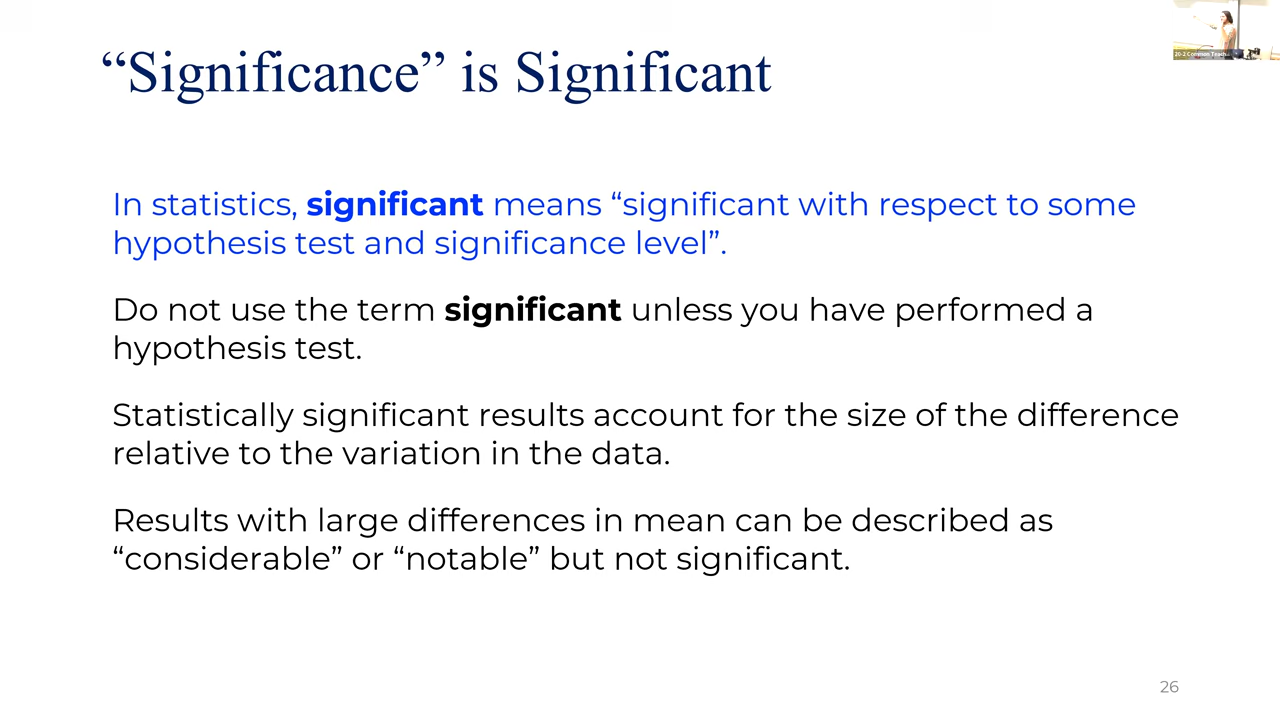 “Significance” is Significant
In statistics, significant means “significant with respect to some
hypothesis test and significance level”.
Do not use the term significant unless you have performed a
hypothesis test.
Statistically significant results account for the size of the difference
relative to the variation in the data.
Results with large differences in mean can be described as
“considerable” or “notable” but not significant.
26